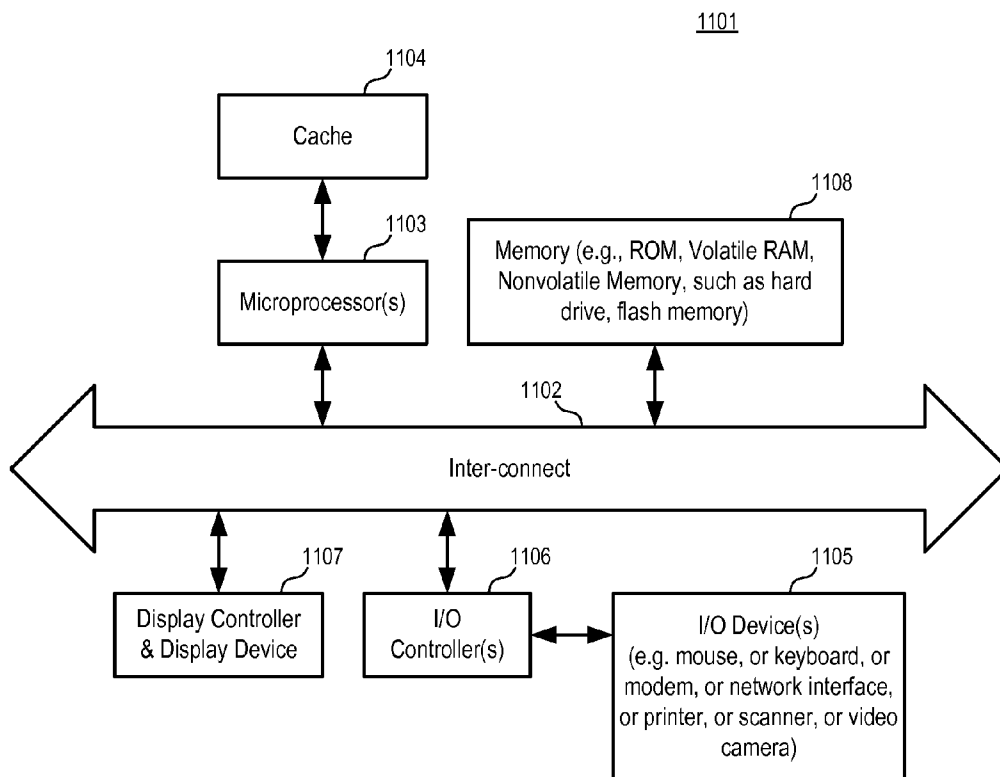 1101
1104
Cache
1103
Microprocessor(s)
1108
Memory (e.g., ROM, Volatile RAM,
Nonvolatile Memory, such as hard
drive, flash memory)
1102
Inter-connect
1107
Display Controller
& Display Device
1106
I/O
Controller(s)
1105
I/O Device(s)
(e.g. mouse, or keyboard, or
modem, or network interface,
or printer, or scanner, or video
camera)